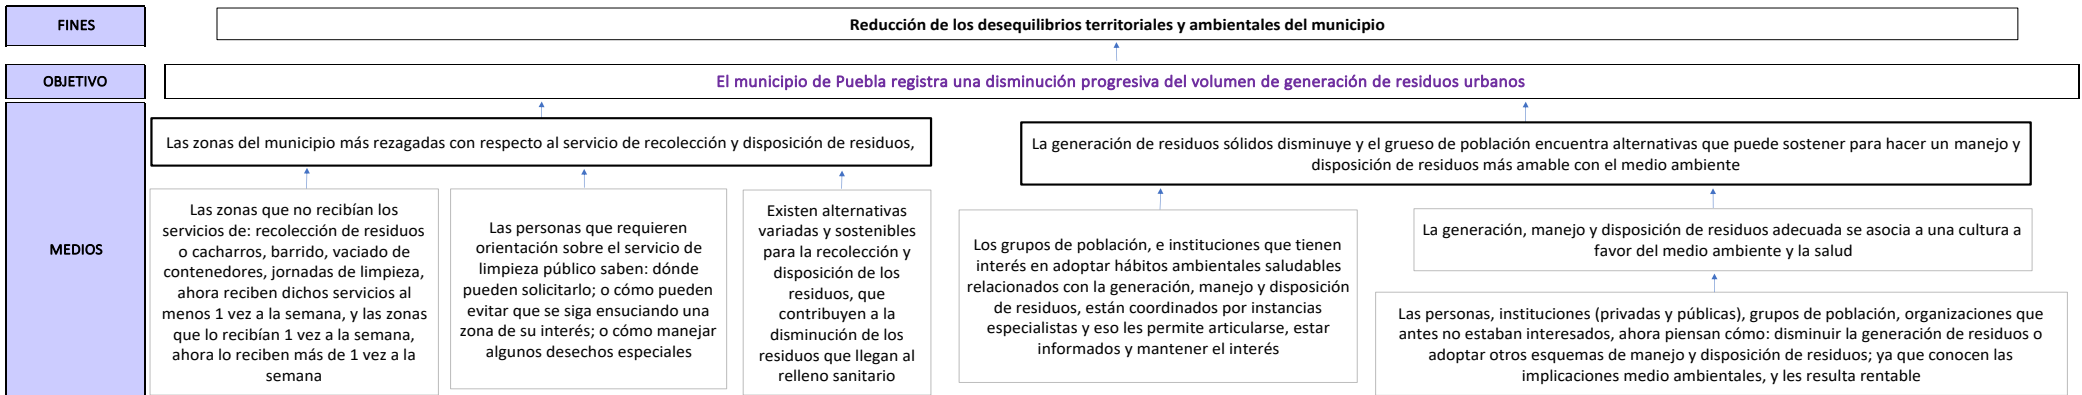 FINES
Reducción de los desequilibrios territoriales y ambientales del municipio
OBJETIVO
El municipio de Puebla registra una disminución progresiva del volumen de generación de residuos urbanos
MEDIOS
Las zonas del municipio más rezagadas con respecto al servicio de recolección y disposición de residuos,
La generación de residuos sólidos disminuye y el grueso de población encuentra alternativas que puede sostener para hacer un manejo y
disposición de residuos más amable con el medio ambiente
Las zonas que no recibían los
servicios de: recolección de residuos
o cacharros, barrido, vaciado de
contenedores, jornadas de limpieza,
ahora reciben dichos servicios al
menos 1 vez a la semana, y las zonas
que lo recibían 1 vez a la semana,
ahora lo reciben más de 1 vez a la
semana
Las personas que requieren
orientación sobre el servicio de
limpieza público saben: dónde
pueden solicitarlo; o cómo pueden
evitar que se siga ensuciando una
zona de su interés; o cómo manejar
algunos desechos especiales
Existen alternativas
variadas y sostenibles
para la recolección y
disposición de los
residuos, que
contribuyen a la
disminución de los
residuos que llegan al
relleno sanitario
Los grupos de población, e instituciones que tienen
interés en adoptar hábitos ambientales saludables
relacionados con la generación, manejo y disposición
de residuos, están coordinados por instancias
especialistas y eso les permite articularse, estar
informados y mantener el interés
La generación, manejo y disposición de residuos adecuada se asocia a una cultura a
favor del medio ambiente y la salud
Las personas, instituciones (privadas y públicas), grupos de población, organizaciones que
antes no estaban interesados, ahora piensan cómo: disminuir la generación de residuos o
adoptar otros esquemas de manejo y disposición de residuos; ya que conocen las
implicaciones medio ambientales, y les resulta rentable